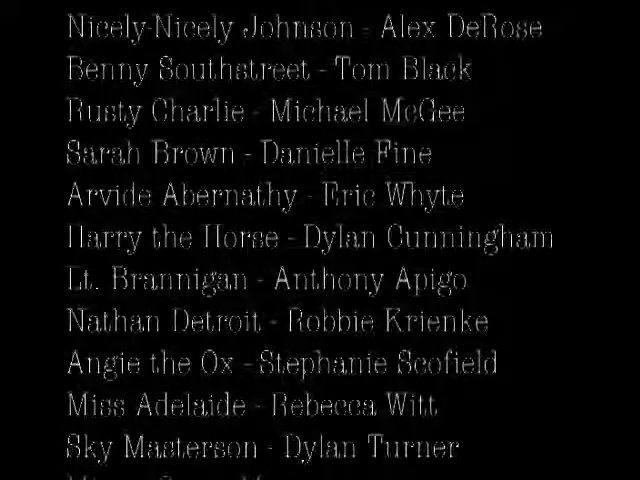 Nicely-Nicely Johnson - Alex DeRose
Benny Southstreet - Tom Black
Rusty Charlie - Michael McGee
Sarah Brown - Danielle Fine
Arvide Abernathy - Eric Whyte
Harry the Horse - Dylan Cunningham
Lt. Brannigan - Anthony Apigo
Nathan Detroit - Robbie Krienke
Angie the Ox - Stephanie Scofield
Miss Adelaide - Rebecca Witt
Sky Masterson - Dylan Turner